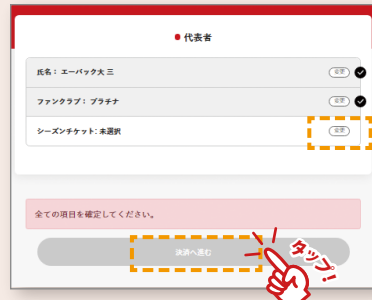 代表者
氏名： エーパック大 三
変更
ファンクラブ： プラチナ
変更
シーズンチケット: 未選択
変更
全ての項目を確定してください。
決済へ進む
タップ!